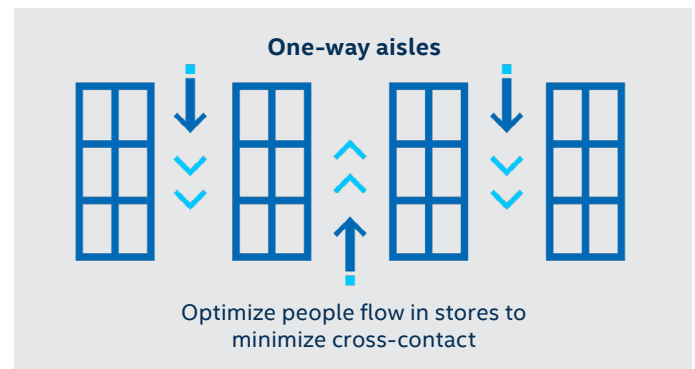 One-way aisles
Optimize people flow in stores to
minimize cross-contact